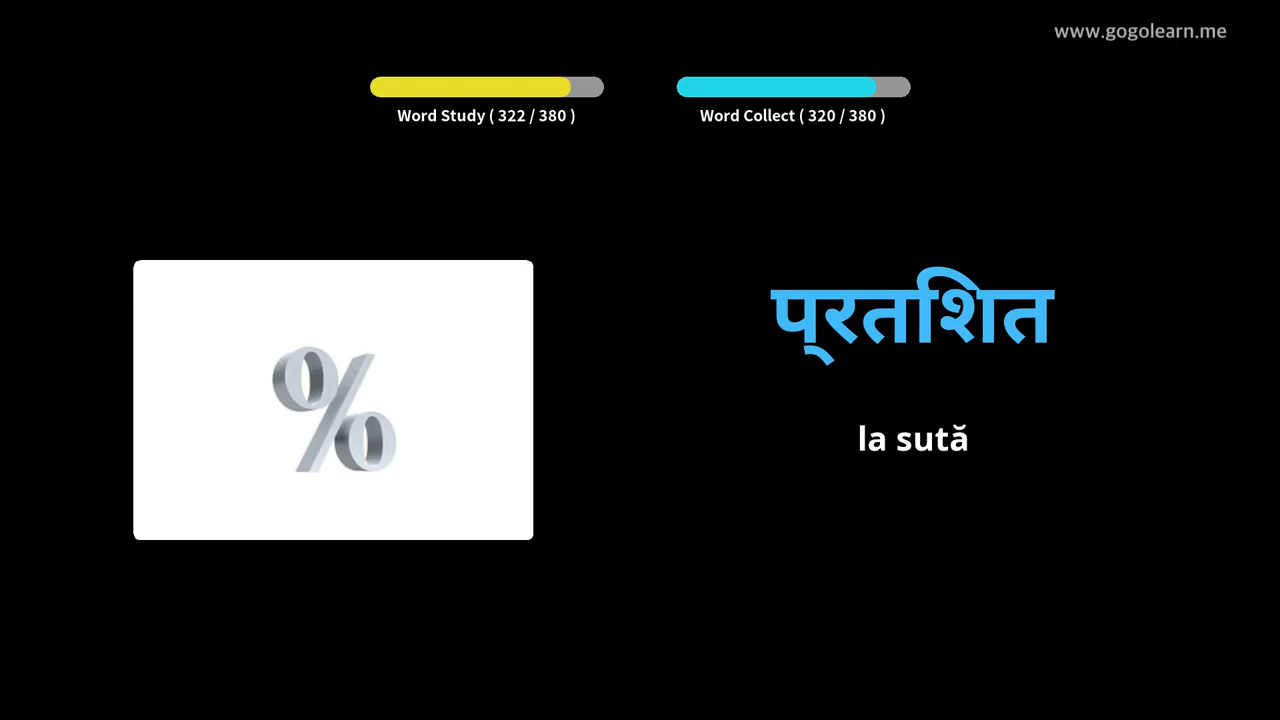 www.gogolearn.me
Word Study ( 322 / 380 )
Word Collect ( 320 / 380 )
%
प्रतिशत
la sută